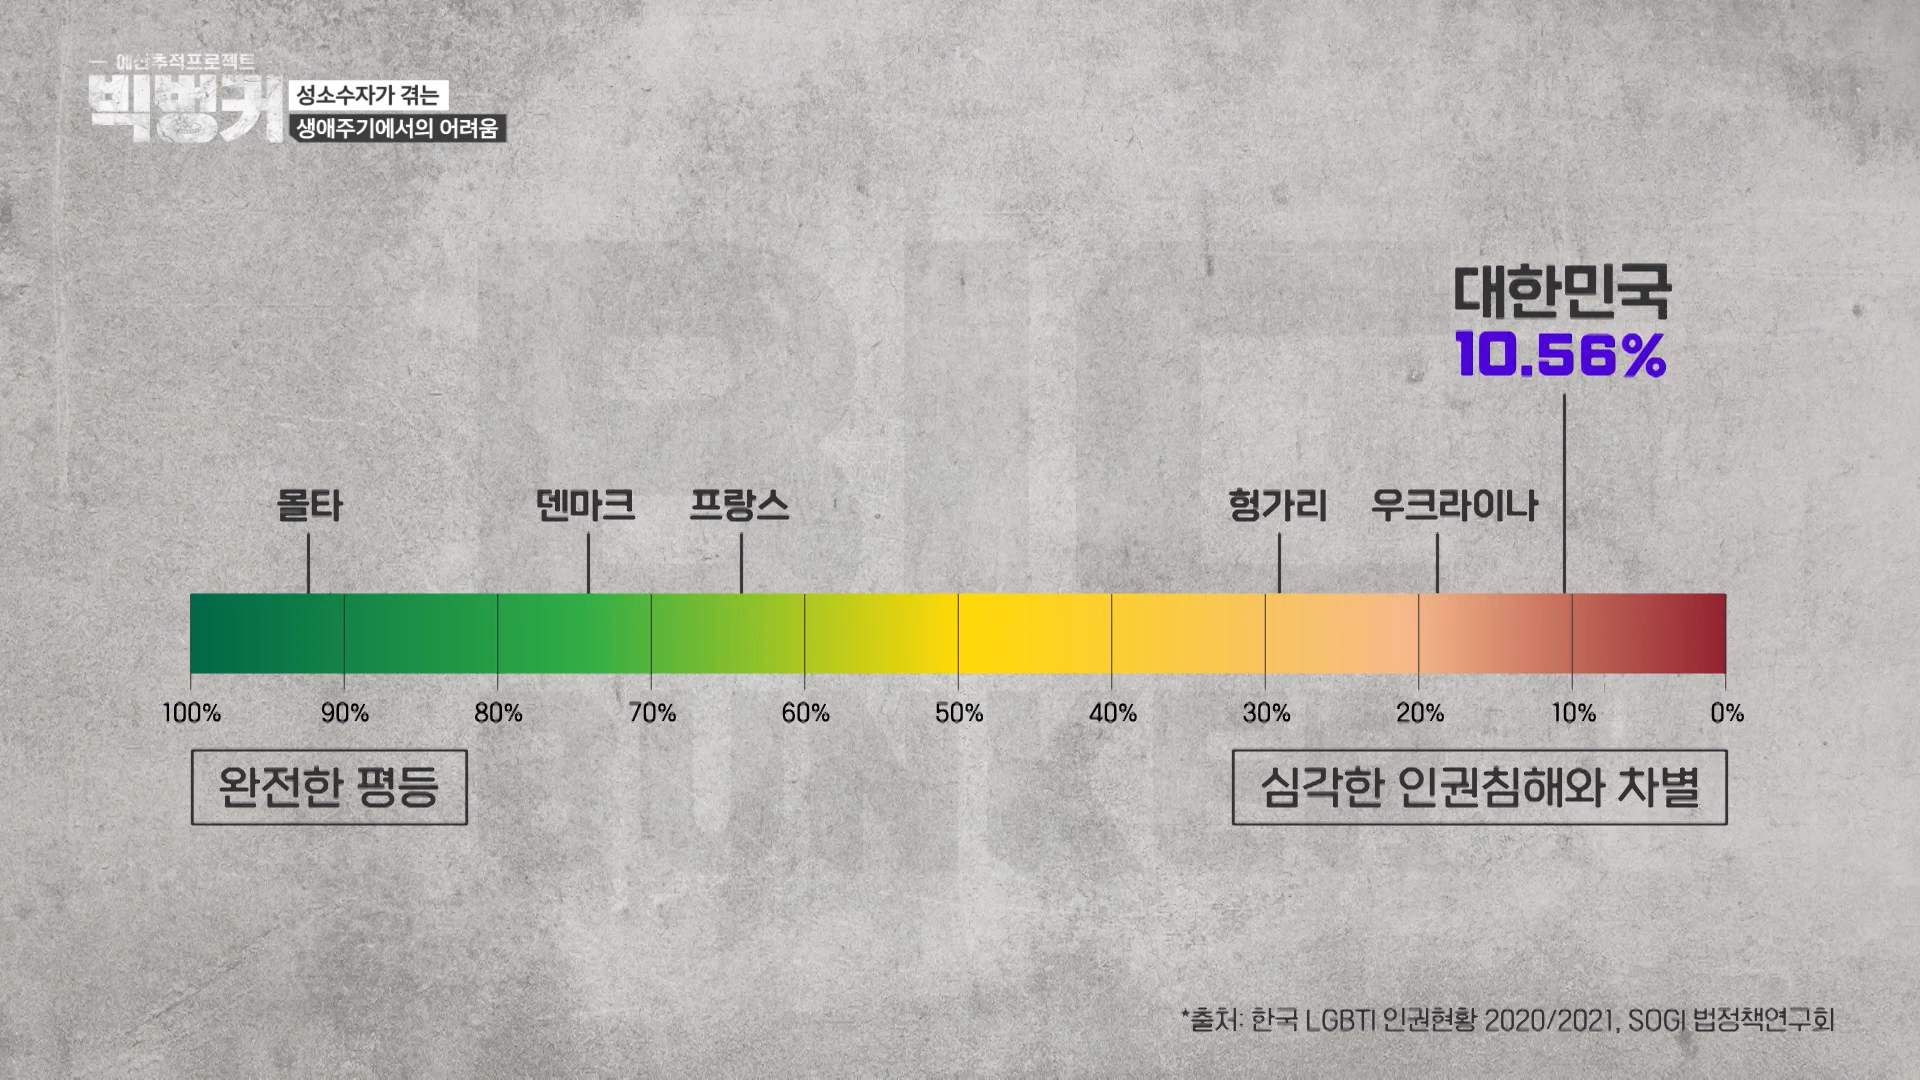 예산추적프로젝트
빅벙커
성소수자가 겪는
생애주기에서의 어려움
대한민국
10.56%
몰타 덴마크 프랑스 헝가리 우크라이나
100% 90% 80% 70% 60% 50% 40% 30% 20% 10% 0%
완전한 평등 심각한 인권침해와 차별
*출처: 한국 LGBTI 인권현황 2020/2021, SOGI 법정책연구회